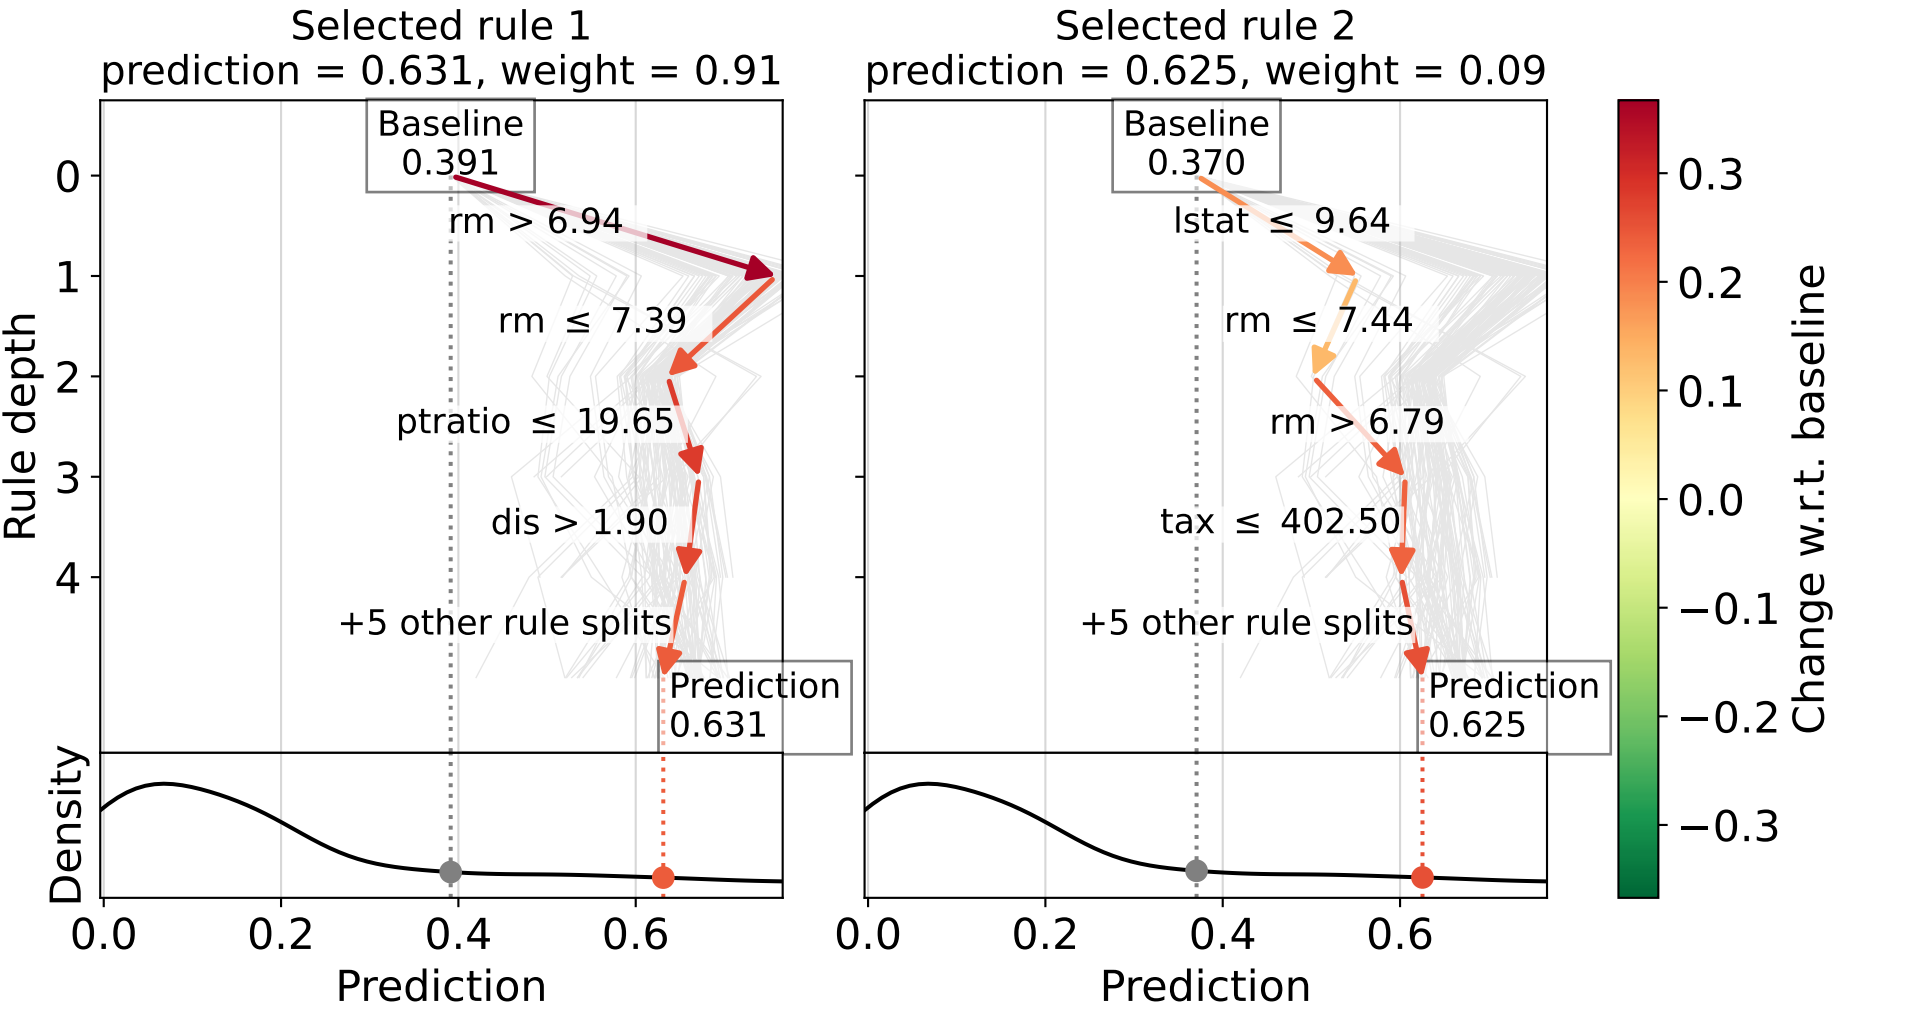 Selected rule 1
prediction = 0.631, weight = 0.91
Baseline
0.391
0
rm > 6.94
1
rm ≤ 7.39
2
ptratio ≤ 19.65
3
dis > 1.90
4
+5 other rule splits
Prediction
0.631
Rule depth
Density
0.0 0.2 0.4 0.6
Prediction
Selected rule 2
prediction = 0.625, weight = 0.09
Baseline
0.370
lstat ≤ 9.64
rm ≤ 7.44
rm > 6.79
tax ≤ 402.50
+5 other rule splits
Prediction
0.625
0.0 0.2 0.4 0.6
Prediction
0.3
0.2
0.1
0.0
−0.1
−0.2
−0.3
Change w.r.t. baseline